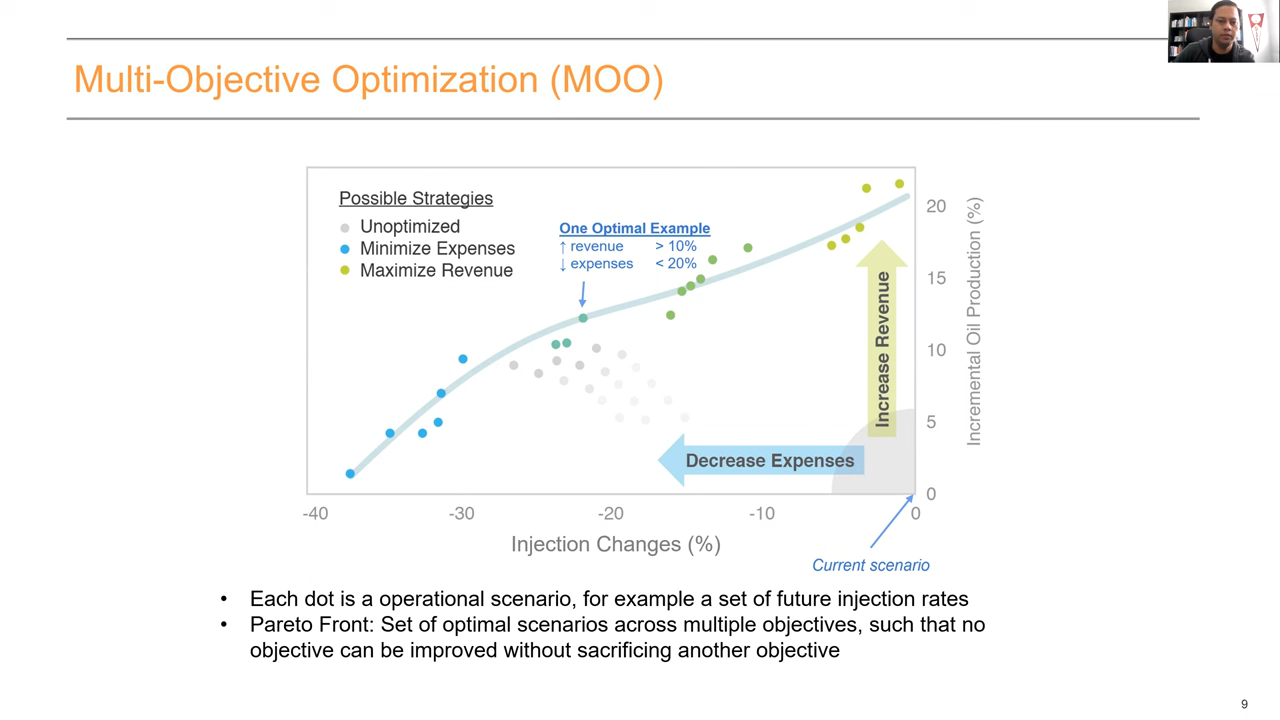 Multi-Objective Optimization (MOO)
Possible Strategies
Unoptimized
Minimize Expenses
Maximize Revenue
One Optimal Example
↑ revenue > 10%
↓ expenses < 20%
20
15
10
5
0
Incremental Oil Production (%)
Increase Revenue
Decrease Expenses
-40 -30 -20 -10 0
Injection Changes (%)
Current scenario
• Each dot is a operational scenario, for example a set of future injection rates
• Pareto Front: Set of optimal scenarios across multiple objectives, such that no
objective can be improved without sacrificing another objective
9